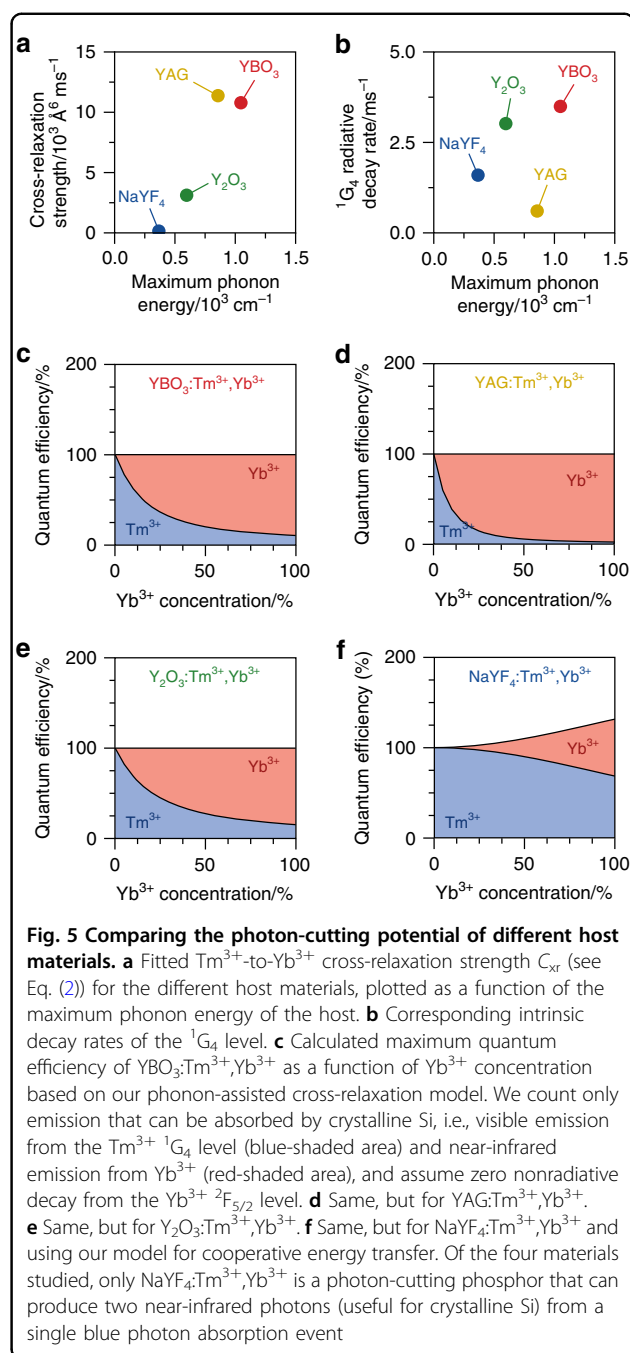 a
Cross-relaxation
strength/10³ Å⁶ ms⁻¹
15
10
5
0
YAG
YBO₃
NaYF₄
Y₂O₃
0.0
0.5
1.0
1.5
Maximum phonon
energy/10³ cm⁻¹
b
¹G₄ radiative
decay rate/ms⁻¹
5.0
2.5
0.0
Y₂O₃
YBO₃
NaYF₄
YAG
0.0
0.5
1.0
1.5
Maximum phonon
energy/10³ cm⁻¹
c
Quantum efficiency/%
200
100
0
YBO₃:Tm³⁺,Yb³⁺
Yb³⁺
Tm³⁺
0
50
100
Yb³⁺ concentration/%
d
Quantum efficiency/%
200
100
0
YAG:Tm³⁺,Yb³⁺
Yb³⁺
Tm³⁺
0
50
100
Yb³⁺ concentration/%
e
Quantum efficiency/%
200
100
0
Y₂O₃:Tm³⁺,Yb³⁺
Yb³⁺
Tm³⁺
0
50
100
Yb³⁺ concentration/%
f
Quantum efficiency (%)
200
100
0
NaYF₄:Tm³⁺,Yb³⁺
Yb³⁺
Tm³⁺
0
50
100
Yb³⁺ concentration/%
Fig. 5 Comparing the photon-cutting potential of different host
materials. a Fitted Tm³⁺-to-Yb³⁺ cross-relaxation strength Cxr (see
Eq. (2)) for the different host materials, plotted as a function of the
maximum phonon energy of the host. b Corresponding intrinsic
decay rates of the ¹G₄ level. c Calculated maximum quantum
efficiency of YBO₃:Tm³⁺,Yb³⁺ as a function of Yb³⁺ concentration
based on our phonon-assisted cross-relaxation model. We count only
emission that can be absorbed by crystalline Si, i.e., visible emission
from the Tm³⁺ ¹G₄ level (blue-shaded area) and near-infrared
emission from Yb³⁺ (red-shaded area), and assume zero nonradiative
decay from the Yb³⁺ ²F₅/₂ level. d Same, but for YAG:Tm³⁺,Yb³⁺.
e Same, but for Y₂O₃:Tm³⁺,Yb³⁺. f Same, but for NaYF₄:Tm³⁺,Yb³⁺ and
using our model for cooperative energy transfer. Of the four materials
studied, only NaYF₄:Tm³⁺,Yb³⁺ is a photon-cutting phosphor that can
produce two near-infrared photons (useful for crystalline Si) from a
single blue photon absorption event